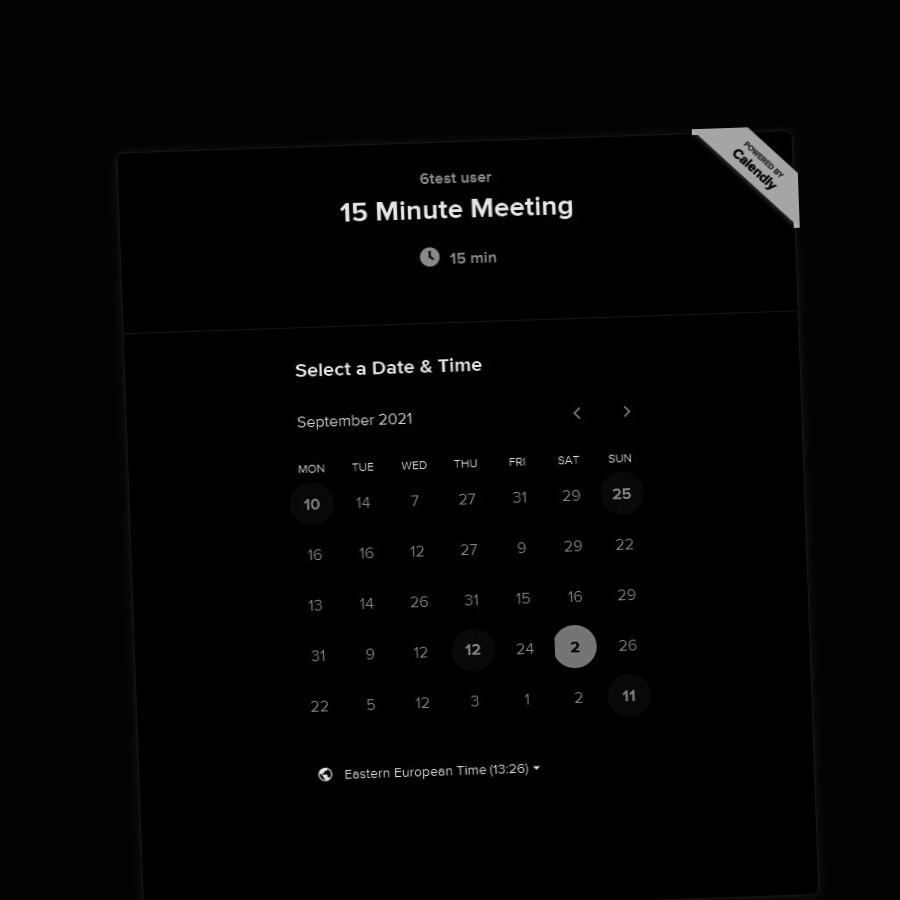 POWERED BY
Calendly
6test user
15 Minute Meeting
15 min
Select a Date & Time
September 2021
MON TUE WED THU FRI SAT SUN
10 14 7 27 31 29 25
16 16 12 27 9 29 22
13 14 26 31 15 16 29
31 9 12 12 24 2 26
22 5 12 3 1 2 11
Eastern European Time (13:26)